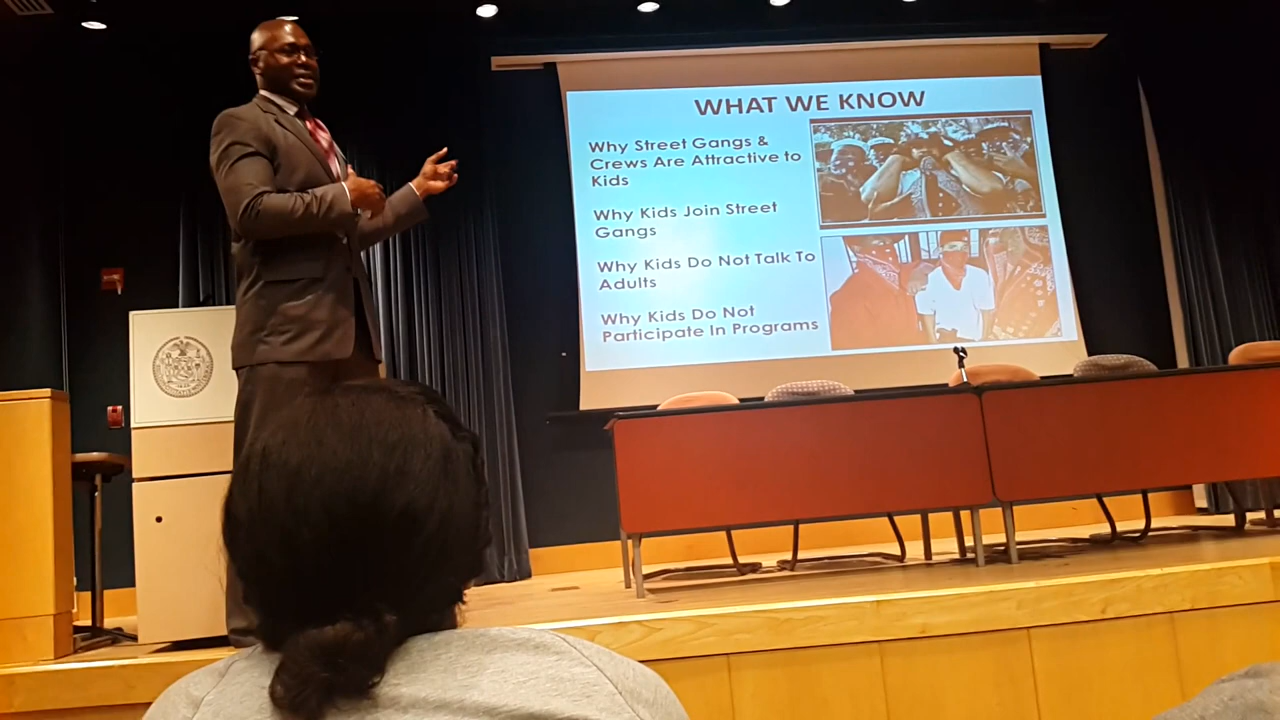 WHAT WE KNOW
Why Street Gangs &
Crews Are Attractive to
Kids
Why Kids Join Street
Gangs
Why Kids Do Not Talk To
Adults
Why Kids Do Not
Participate In Programs